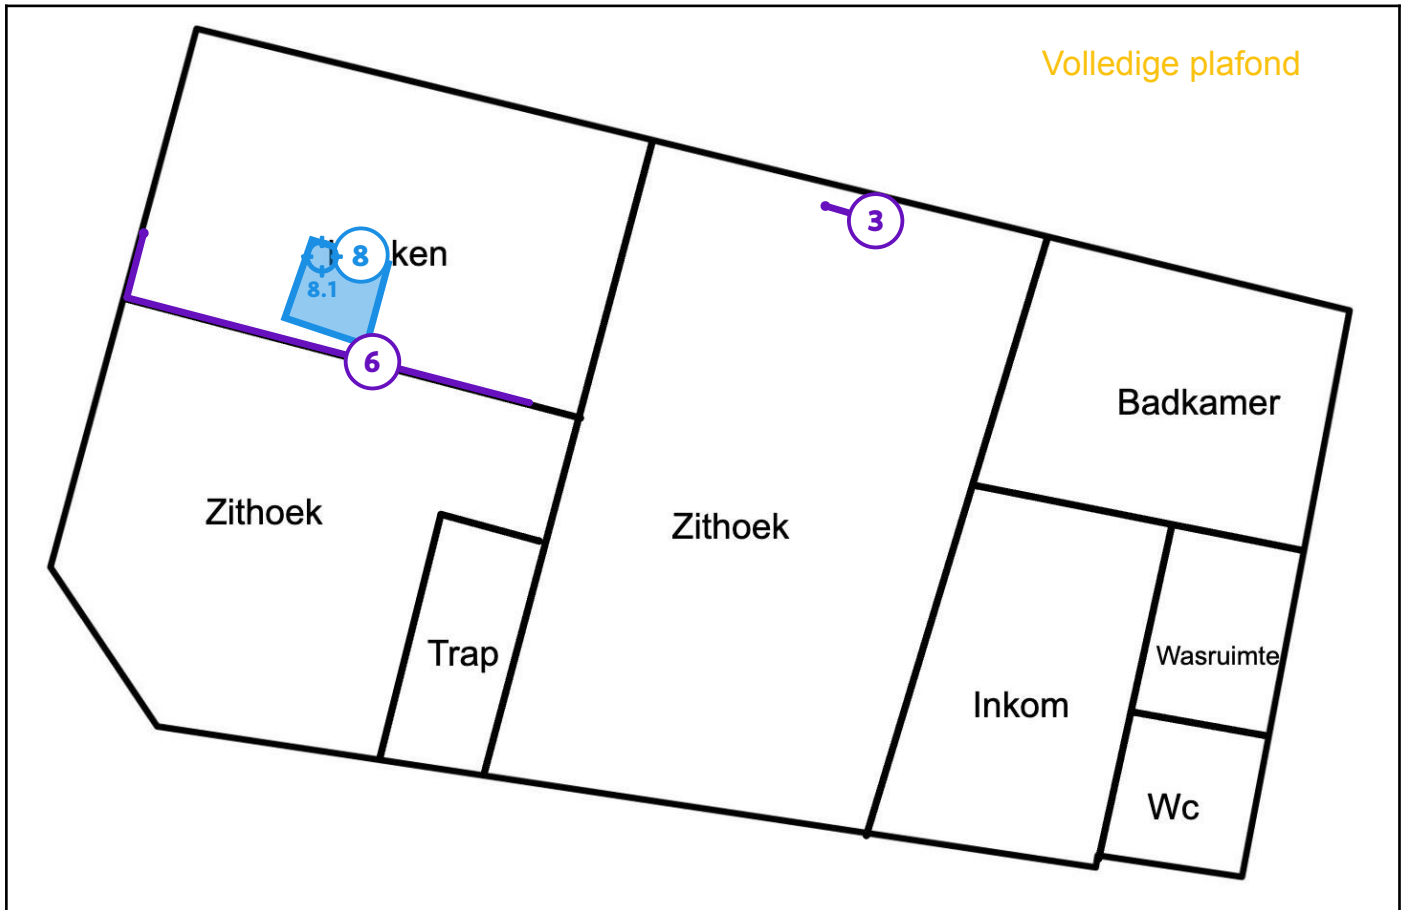 Volledige plafond
3
8
ken
8.1
6
Badkamer
Zithoek
Zithoek
Trap
Wasruimte
Inkom
Wc